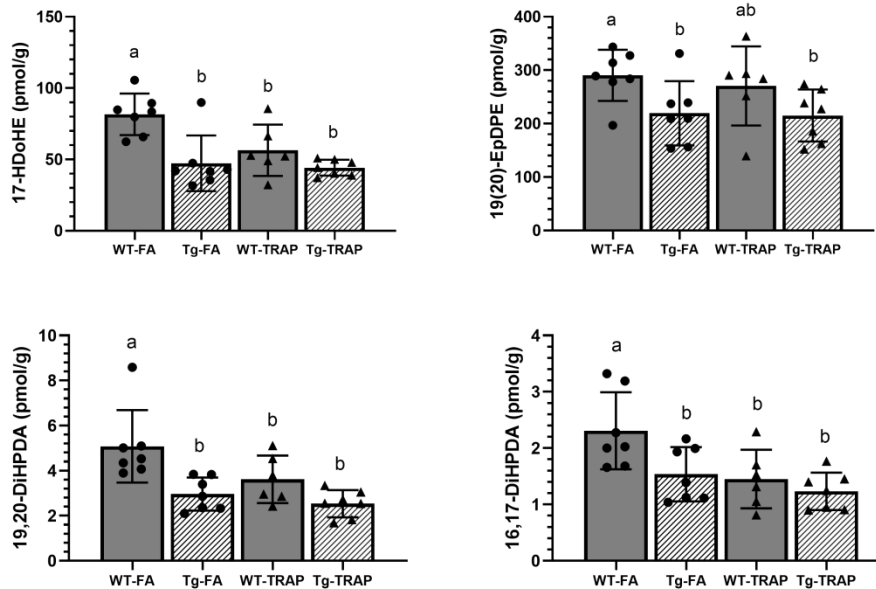 17-HDoHE (pmol/g)
150
100
50
0
a
b
b
b
WT-FA Tg-FA WT-TRAP Tg-TRAP
19(20)-EpDPE (pmol/g)
400
300
200
100
0
a
b
ab
b
WT-FA Tg-FA WT-TRAP Tg-TRAP
19,20-DiHPDA (pmol/g)
10
8
6
4
2
0
a
b
b
b
WT-FA Tg-FA WT-TRAP Tg-TRAP
16,17-DiHPDA (pmol/g)
4
3
2
1
0
a
b
b
b
WT-FA Tg-FA WT-TRAP Tg-TRAP